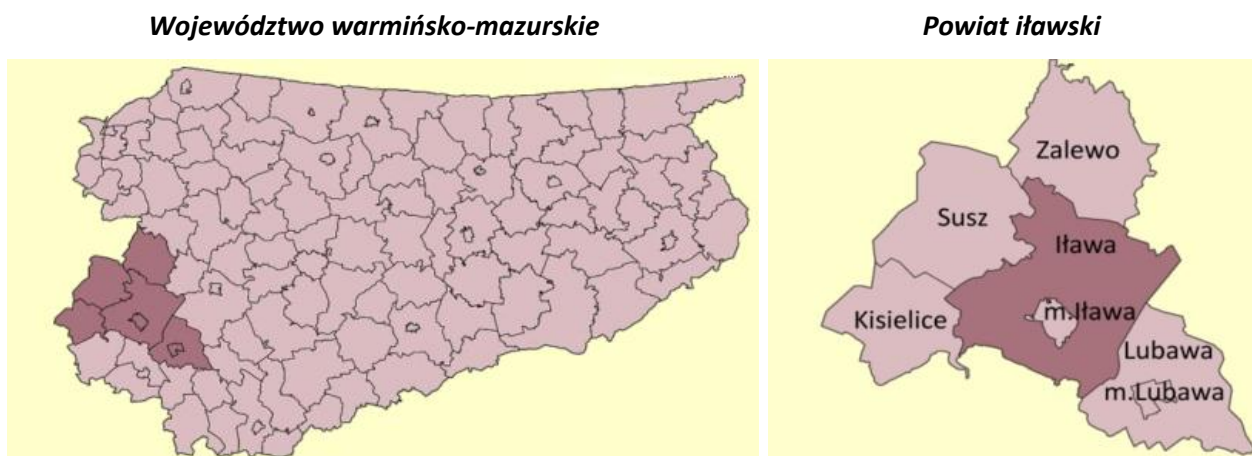 Województwo warmińsko-mazurskie
Powiat iławski
Zalewo
Susz
Iława
Kisielice
m.Iława
Lubawa
m.Lubawa